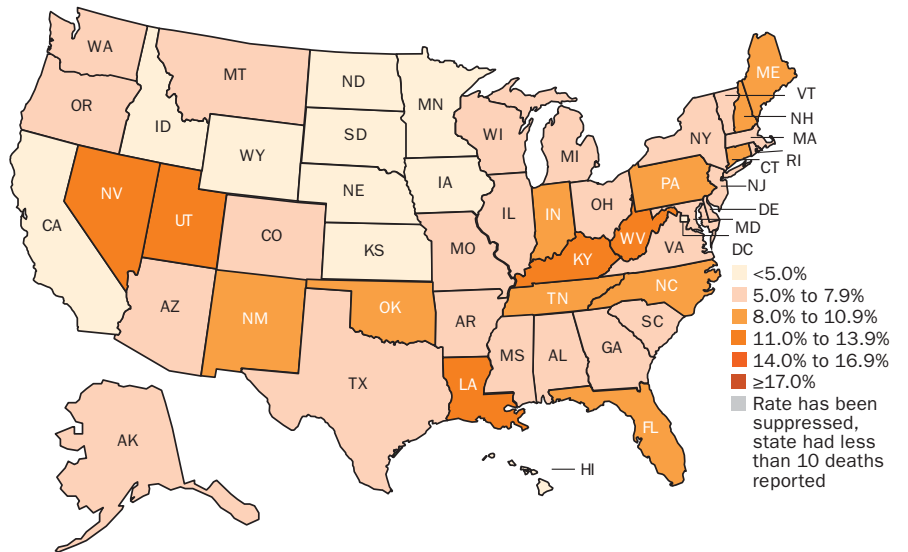 WA
MT
ND
MN
ME
VT
NH
OR
ID
SD
WI
NY
MA
RI
CT
WY
MI
NV
NE
IA
PA
NJ
CA
UT
IL
IN
OH
DE
CO
KS
MO
KY
WV
VA
MD
DC
AZ
NM
OK
AR
TN
NC
SC
TX
LA
MS
AL
GA
FL
AK
HI
<5.0%
5.0% to 7.9%
8.0% to 10.9%
11.0% to 13.9%
14.0% to 16.9%
≥17.0%
Rate has been
suppressed,
state had less
than 10 deaths
reported